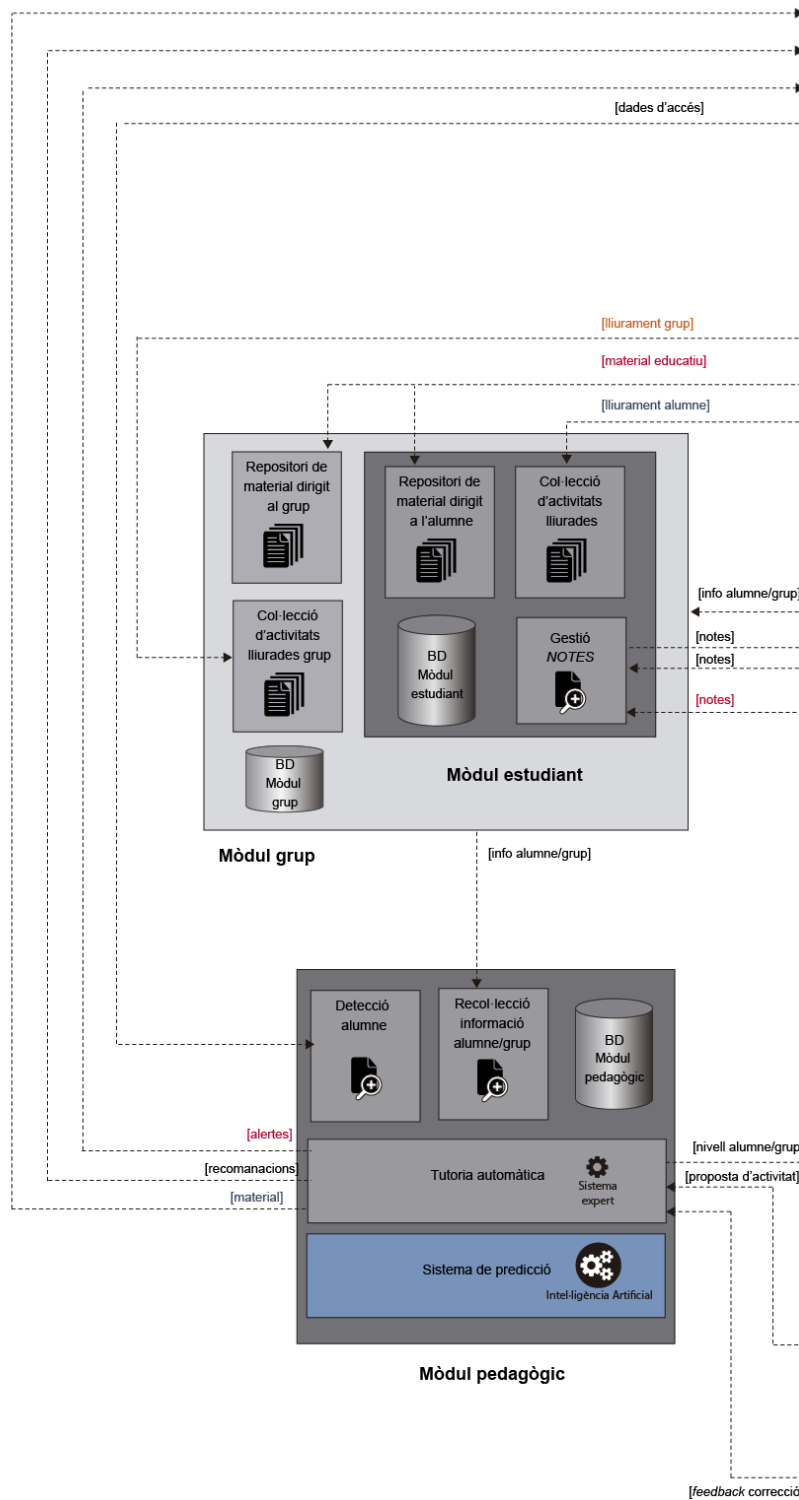 [dades d’accés]
[lliurament grup]
[material educatiu]
[lliurament alumne]
Repositori de
material dirigit
al grup
Repositori de
material dirigit
a l’alumne
Col·lecció
d’activitats
lliurades
Col·lecció
d’activitats
lliurades grup
BD
Mòdul
estudiant
Gestió
NOTES
[info alumne/grup]
[notes]
[notes]
[notes]
BD
Mòdul
grup
Mòdul estudiant
Mòdul grup
[info alumne/grup]
Detecció
alumne
Recol·lecció
informació
alumne/grup
BD
Mòdul
pedagògic
[alertes]
[recomanacions]
[material]
Tutoria automàtica
Sistema
expert
[nivell alumne/grup
[proposta d’activitat]
Sistema de predicció
Intel·ligència Artificial
Mòdul pedagògic
[feedback correcció